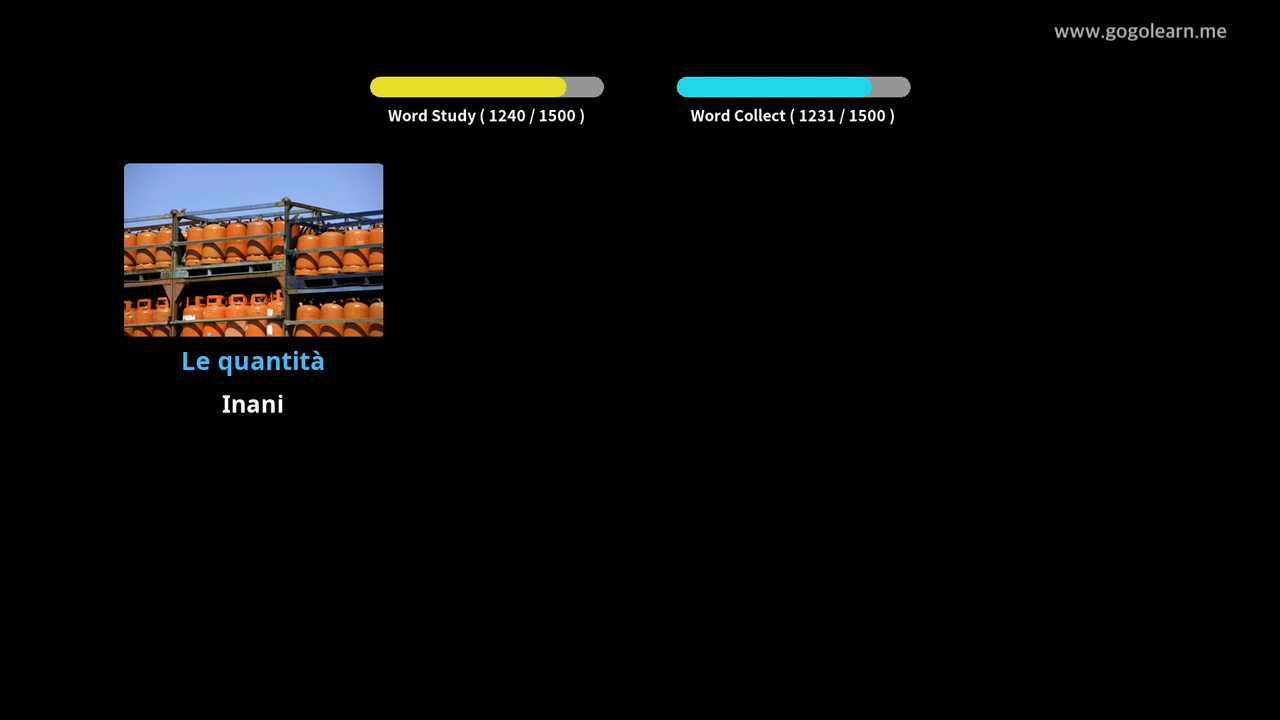 www.gogolearn.me
Word Study ( 1240 / 1500 )
Word Collect ( 1231 / 1500 )
Le quantità
Inani